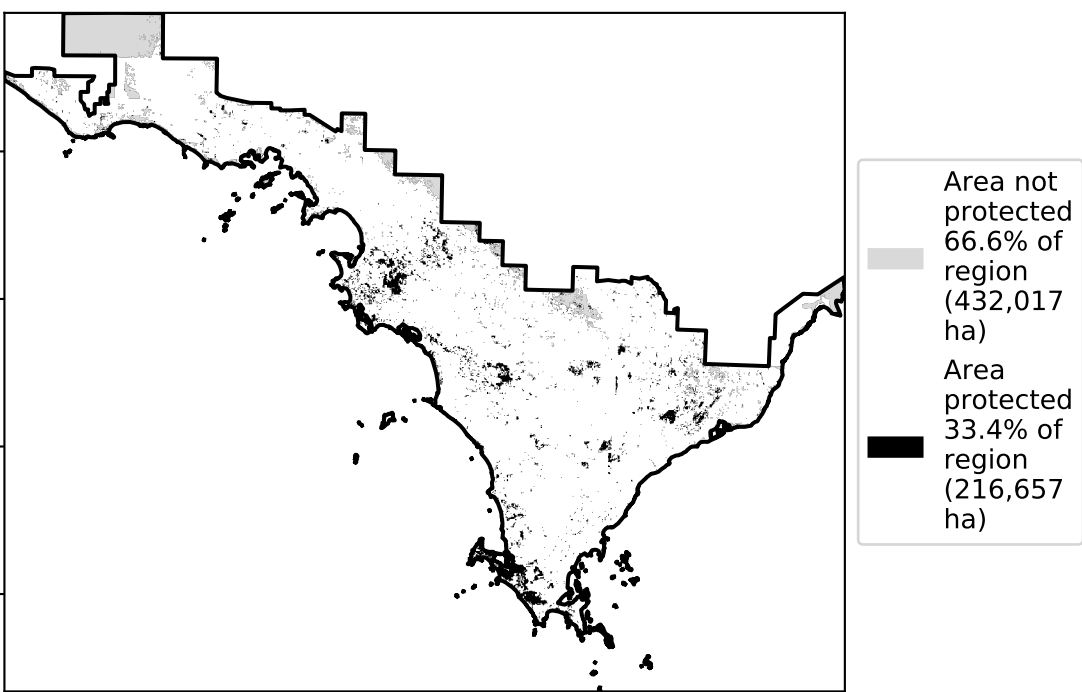 Area not
protected
66.6% of
region
(432,017
ha)
Area
protected
33.4% of
region
(216,657
ha)